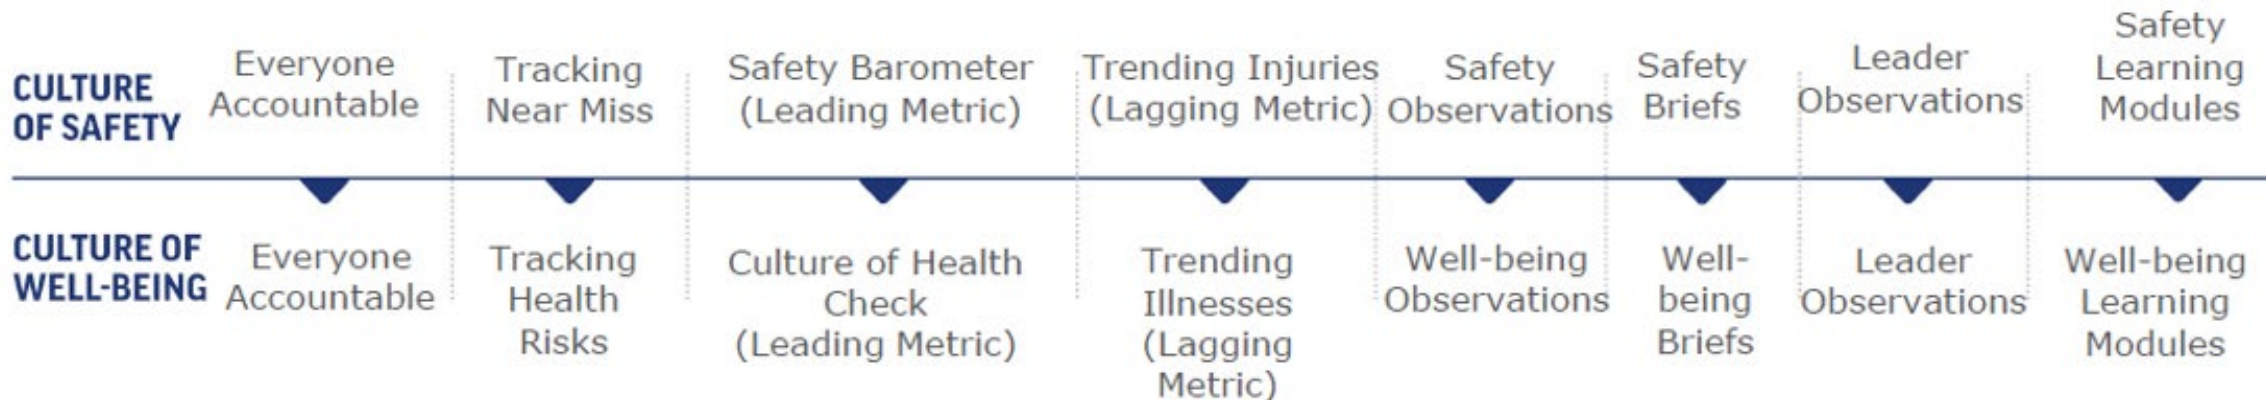 CULTURE
OF SAFETY
Everyone
Accountable
Tracking
Near Miss
Safety Barometer
(Leading Metric)
Trending Injuries
(Lagging Metric)
Safety
Observations
Safety
Briefs
Leader
Observations
Safety
Learning
Modules
CULTURE OF
WELL-BEING
Everyone
Accountable
Tracking
Health
Risks
Culture of Health
Check
(Leading Metric)
Trending
Illnesses
(Lagging
Metric)
Well-being
Observations
Well-
being
Briefs
Leader
Observations
Well-being
Learning
Modules